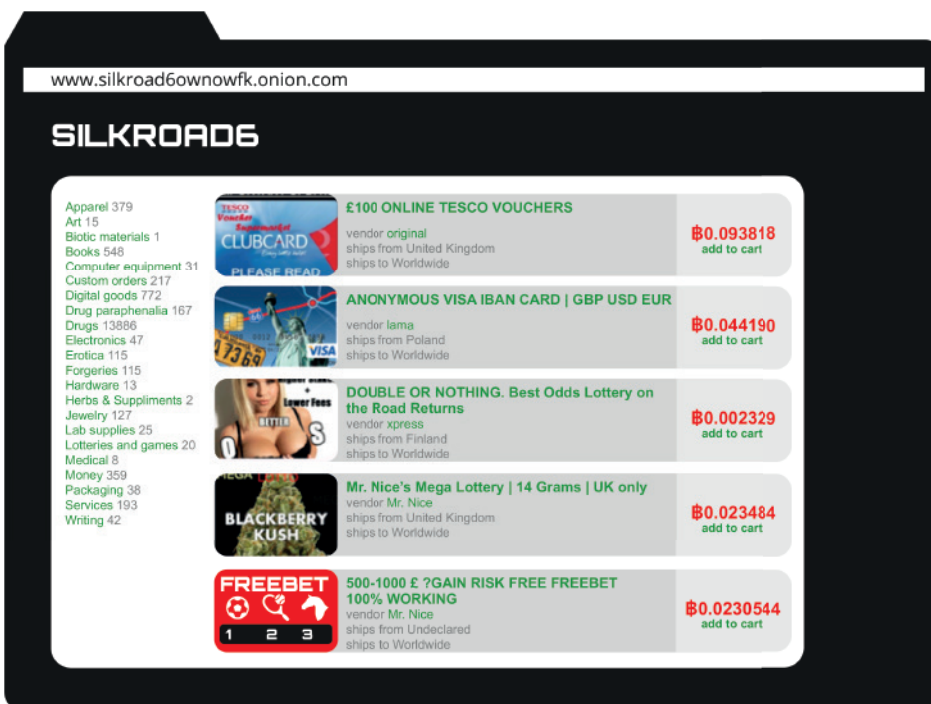 www.silkroad6ownowfk.onion.com
SILKROAD6
Apparel 379
Art 15
Biotic materials 1
Books 548
Computer equipment 31
Custom orders 217
Digital goods 772
Drug paraphenalia 167
Drugs 13886
Electronics 47
Erotica 115
Forgeries 115
Hardware 13
Herbs & Suppliments 2
Jewelry 127
Lab supplies 25
Lotteries and games 20
Medical 8
Money 359
Packaging 38
Services 193
Writing 42
TESCO
Voucher
Supermarket
CLUBCARD
PLEASE READ
£100 ONLINE TESCO VOUCHERS
vendor original
ships from United Kingdom
ships to Worldwide
฿0.093818
add to cart
7369
VISA
ANONYMOUS VISA IBAN CARD | GBP USD EUR
vendor lama
ships from Poland
ships to Worldwide
฿0.044190
add to cart
+
Lower Fees
BETTER
O S
DOUBLE OR NOTHING. Best Odds Lottery on
the Road Returns
vendor xpress
ships from Finland
ships to Worldwide
฿0.002329
add to cart
MEGA
BLACKBERRY
KUSH
Mr. Nice's Mega Lottery | 14 Grams | UK only
vendor Mr. Nice
ships from United Kingdom
ships to Worldwide
฿0.023484
add to cart
FREEBET
1 2 3
500-1000 £ ?GAIN RISK FREE FREEBET
100% WORKING
vendor Mr. Nice
ships from Undeclared
ships to Worldwide
฿0.0230544
add to cart